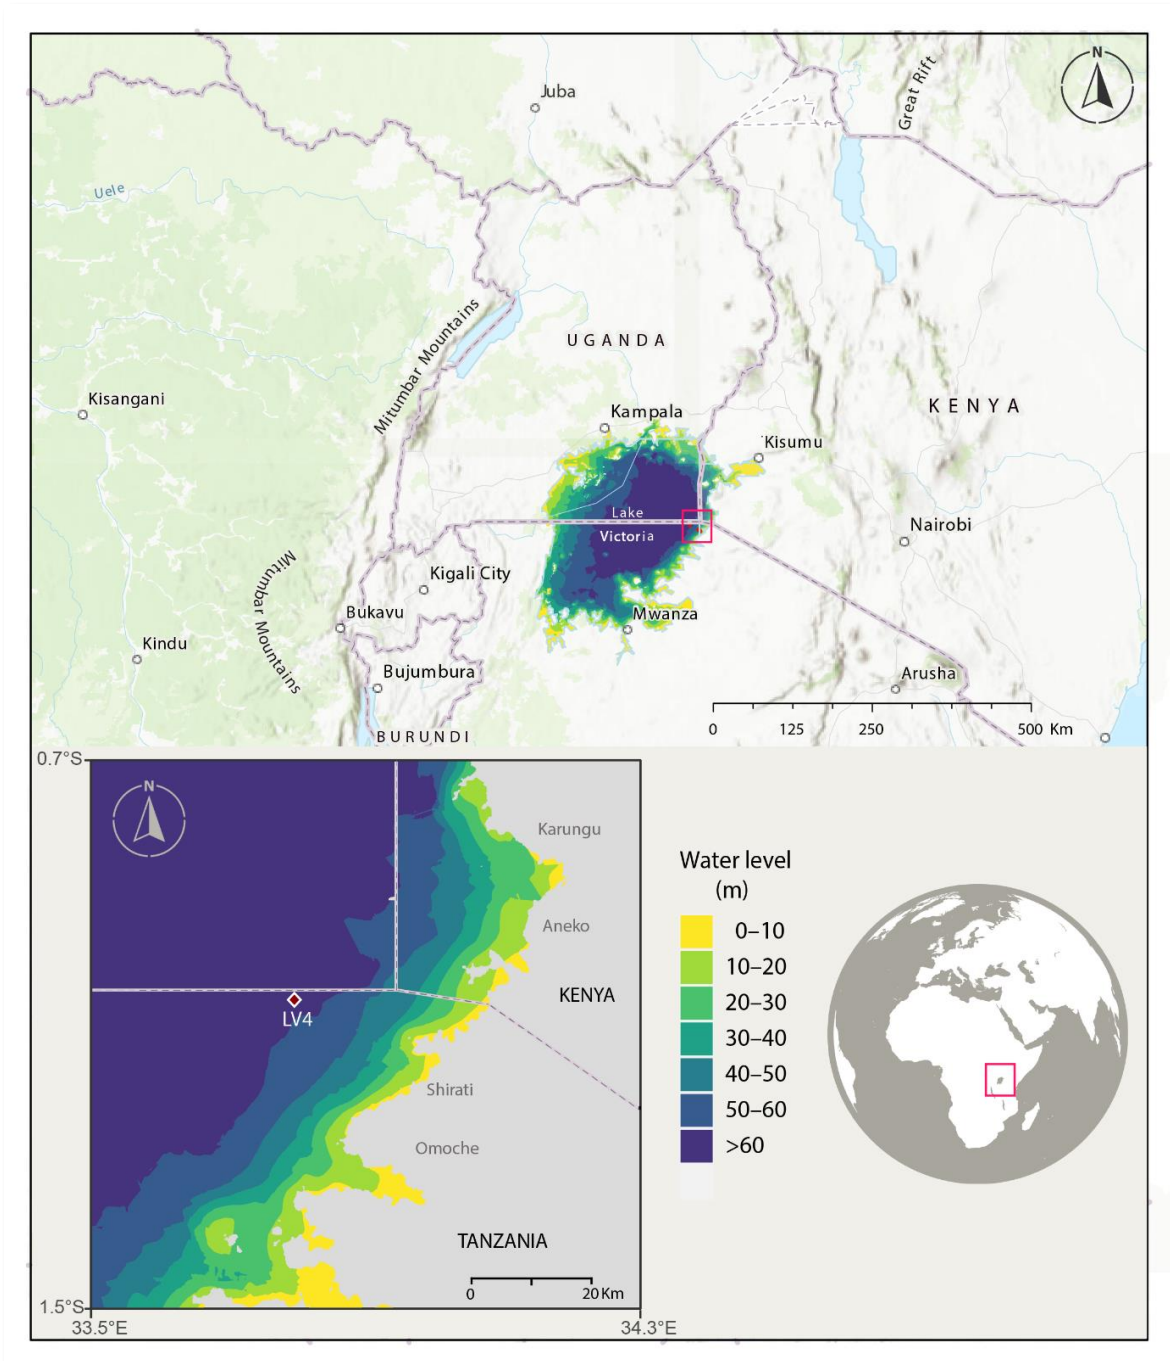 N
Juba
Great Rift
Uele
Mitumbar Mountains
UGANDA
Kisangani
KENYA
Kampala
Kisumu
Lake
Victoria
Nairobi
Mitumbar Mountains
Kigali City
Bukavu
Mwanza
Kindu
Bujumbura
Arusha
BURUNDI
0 125 250 500 Km
0.7°S
N
Karungu
Aneko
KENYA
LV4
Shirati
Omoche
TANZANIA
0 20 Km
1.5°S
33.5°E 34.3°E
Water level
(m)
0–10
10–20
20–30
30–40
40–50
50–60
>60